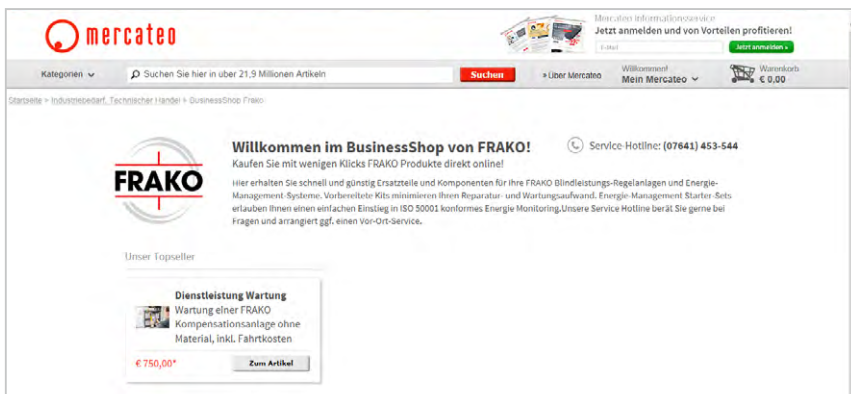 mercateo
Mercateo Informationsservice
Jetzt anmelden und von Vorteilen profitieren!
E-Mail
Jetzt anmelden »
Kategorien
Suchen Sie hier in über 21,9 Millionen Artikeln
Suchen
» Über Mercateo
Willkommen!
Mein Mercateo
Warenkorb
€ 0,00
Startseite » Industriebedarf, Technischer Handel » BusinessShop Frako
FRAKO
Willkommen im BusinessShop von FRAKO!
Service-Hotline: (07641) 453-544
Kaufen Sie mit wenigen Klicks FRAKO Produkte direkt online!
Hier erhalten Sie schnell und günstig Ersatzteile und Komponenten für Ihre FRAKO Blindleistungs-Regelanlagen und Energie-
Management-Systeme. Vorbereitete Kits minimieren Ihren Reparatur- und Wartungsaufwand. Energie-Management Starter-Sets
erlauben Ihnen einen einfachen Einstieg in ISO 50001 konformes Energie Monitoring.Unsere Service Hotline berät Sie gerne bei
Fragen und arrangiert ggf. einen Vor-Ort-Service.
Unser Topseller
Dienstleistung Wartung
Wartung einer FRAKO
Kompensationsanlage ohne
Material, inkl. Fahrtkosten
€ 750,00*
Zum Artikel